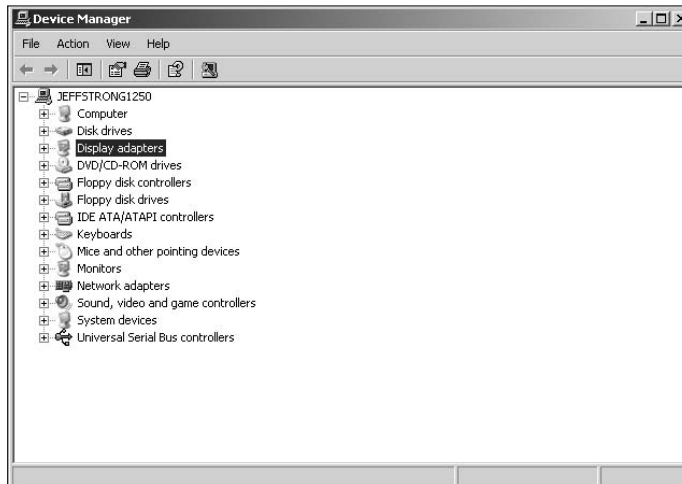 Device Manager
File Action View Help
JEFFSTRONG1250
Computer
Disk drives
Display adapters
DVD/CD-ROM drives
Floppy disk controllers
Floppy disk drives
IDE ATA/ATAPI controllers
Keyboards
Mice and other pointing devices
Monitors
Network adapters
Sound, video and game controllers
System devices
Universal Serial Bus controllers